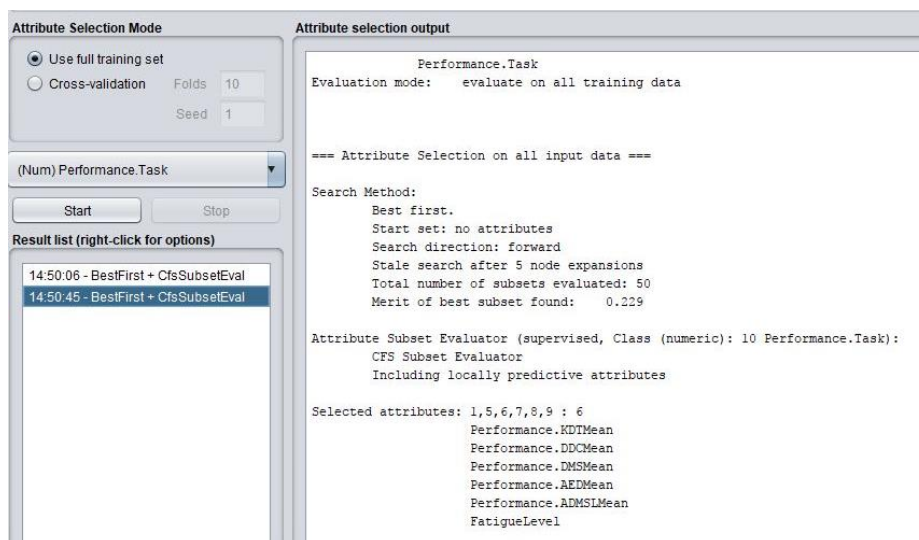 Attribute Selection Mode
Use full training set
Cross-validation Folds 10
Seed 1
(Num) Performance.Task
Start Stop
Result list (right-click for options)
14:50:06 - BestFirst + CfsSubsetEval
14:50:45 - BestFirst + CfsSubsetEval
Attribute selection output
Performance.Task
Evaluation mode: evaluate on all training data
=== Attribute Selection on all input data ===
Search Method:
Best first.
Start set: no attributes
Search direction: forward
Stale search after 5 node expansions
Total number of subsets evaluated: 50
Merit of best subset found: 0.229
Attribute Subset Evaluator (supervised, Class (numeric): 10 Performance.Task):
CFS Subset Evaluator
Including locally predictive attributes
Selected attributes: 1,5,6,7,8,9 : 6
Performance.KDTMean
Performance.DDCMean
Performance.DMSMean
Performance.AEDMean
Performance.ADMSLMean
FatigueLevel